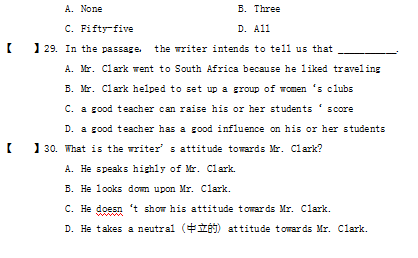 A. None B. Three
C. Fifty-five D. All
【 】29. In the passage, the writer intends to tell us that __________.
A. Mr. Clark went to South Africa because he liked traveling
B. Mr. Clark helped to set up a group of women ‘s clubs
C. a good teacher can raise his or her students ‘ score
D. a good teacher has a good influence on his or her students
【 】30. What is the writer’s attitude towards Mr. Clark?
A. He speaks highly of Mr. Clark.
B. He looks down upon Mr. Clark.
C. He doesn ‘t show his attitude towards Mr. Clark.
D. He takes a neutral (中立的) attitude towards Mr. Clark.